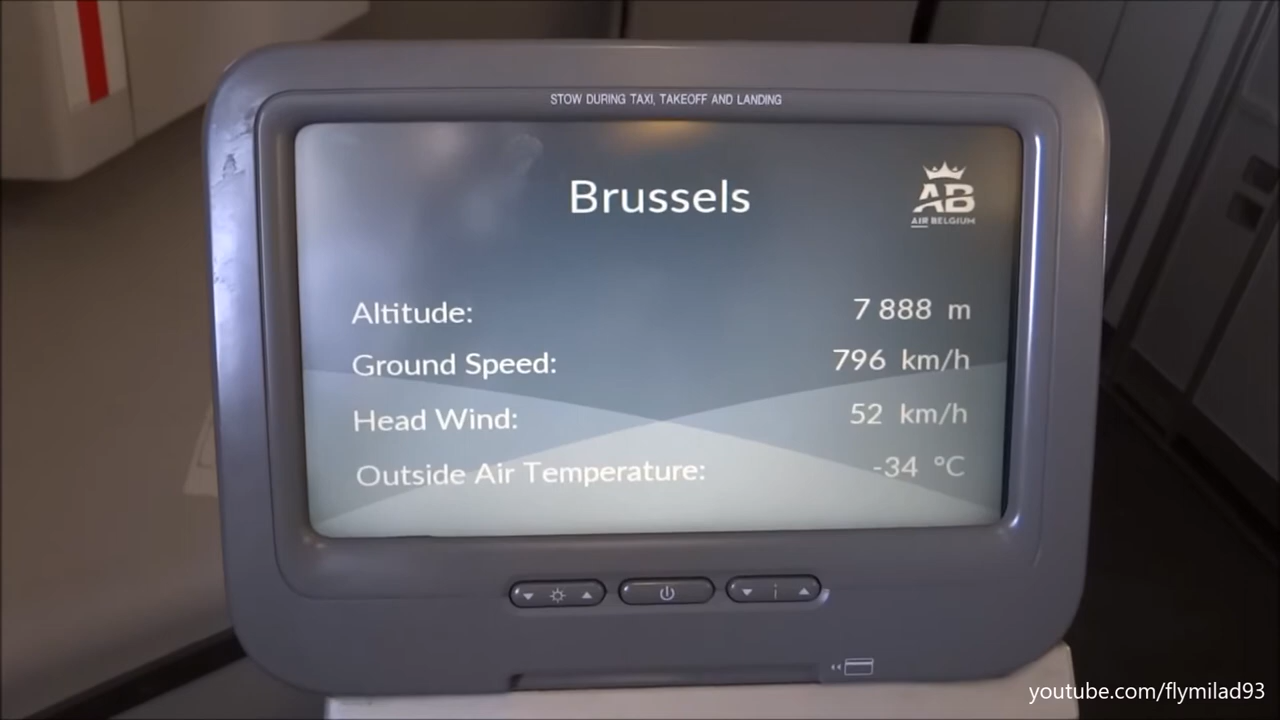 STOW DURING TAXI, TAKEOFF AND LANDING
Brussels
AB
AIR BELGIUM
Altitude: 7 888 m
Ground Speed: 796 km/h
Head Wind: 52 km/h
Outside Air Temperature: -34 °C
i
youtube.com/flymilad93